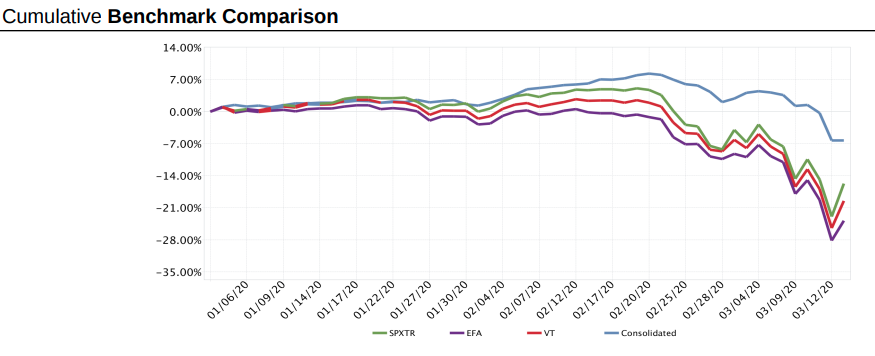 Cumulative Benchmark Comparison
14.00%
7.00%
0.00%
-7.00%
-14.00%
-21.00%
-28.00%
-35.00%
01/06/20 01/09/20 01/14/20 01/17/20 01/22/20 01/27/20 01/30/20 02/04/20 02/07/20 02/12/20 02/17/20 02/20/20 02/25/20 02/28/20 03/04/20 03/09/20 03/12/20
SPXTR EFA VT Consolidated